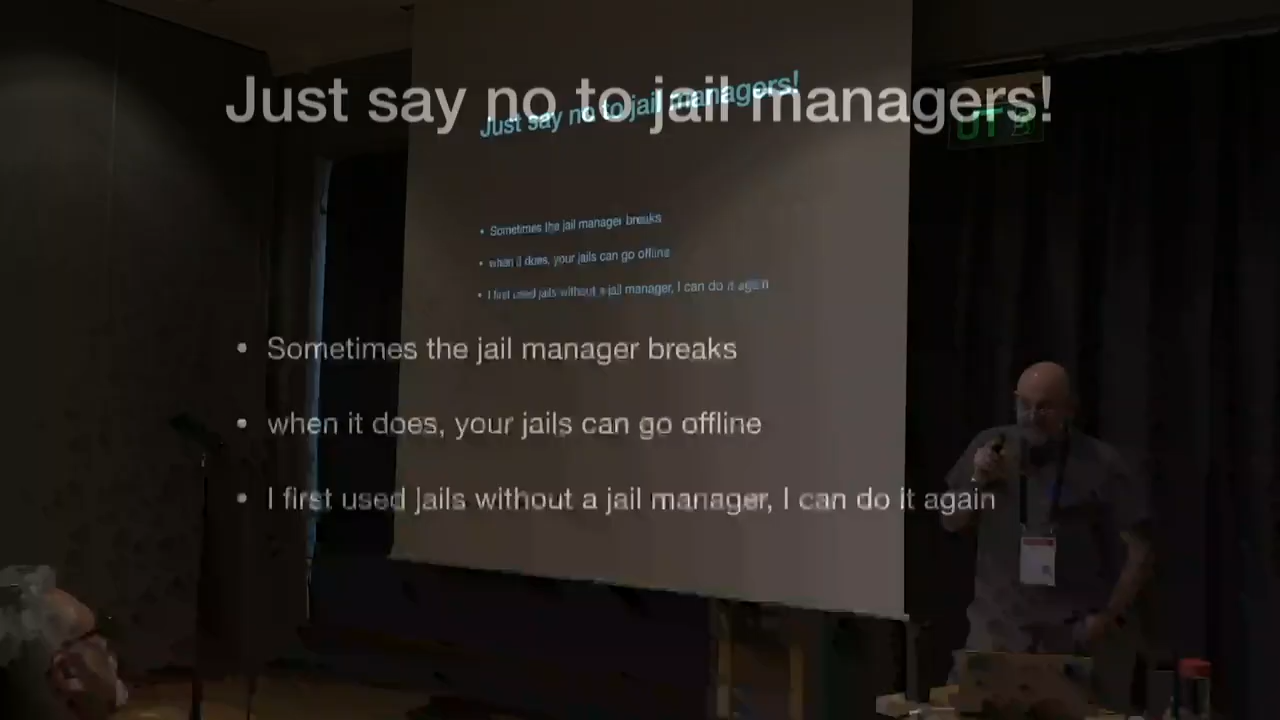 Just say no to jail managers!
• Sometimes the jail manager breaks
• when it does, your jails can go offline
• I first used jails without a jail manager, I can do it again
Just say no to jail managers!
• Sometimes the jail manager breaks
• when it does, your jails can go offline
• I first used jails without a jail manager, I can do it again
UT